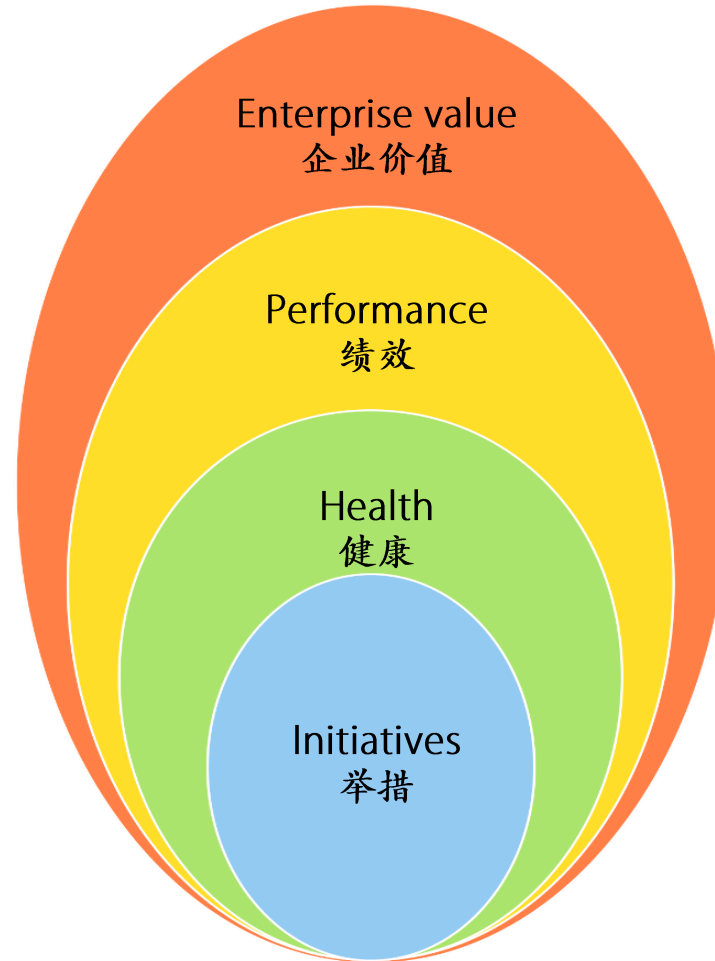 Enterprise value
企业价值
Performance
绩效
Health
健康
Initiatives
举措